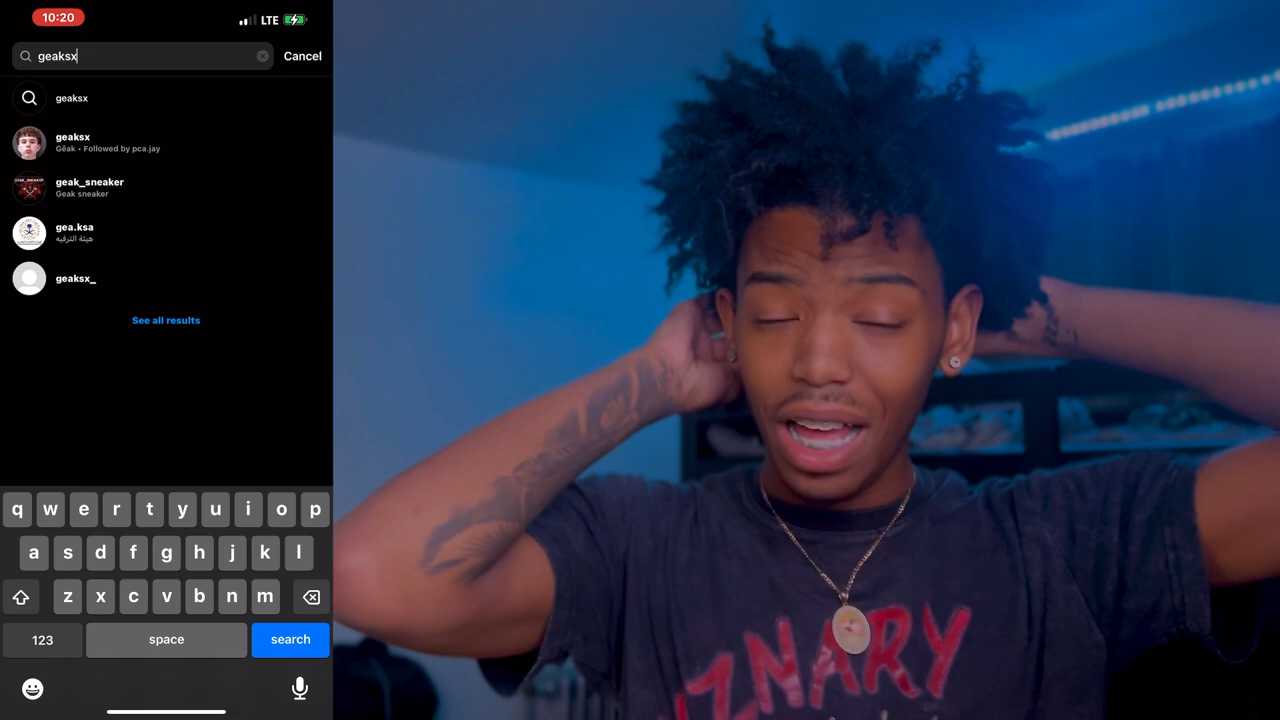 10:20
LTE
geaksx
Cancel
geaksx
geaksx
Gēak • Followed by pca.jay
geak_sneaker
Geak sneaker
gea.ksa
هيئة الترفيه
geaksx_
See all results
q w e r t y u i o p
a s d f g h j k l
z x c v b n m
123 space search
ZNARY